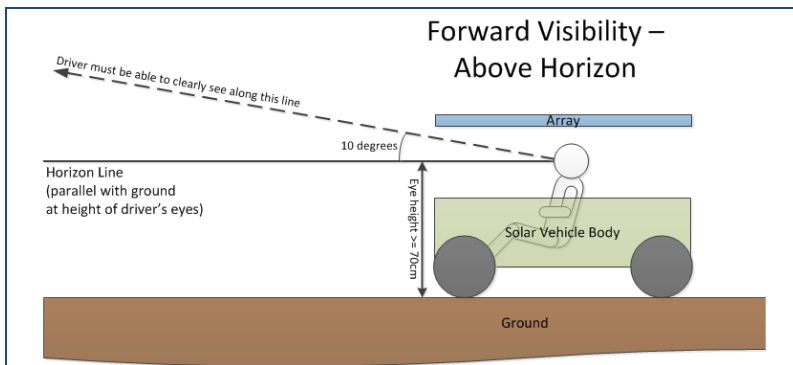 Forward Visibility –
Above Horizon
Driver must be able to clearly see along this line
Array
10 degrees
Horizon Line
(parallel with ground
at height of driver's eyes)
Eye height >= 70cm
Solar Vehicle Body
Ground